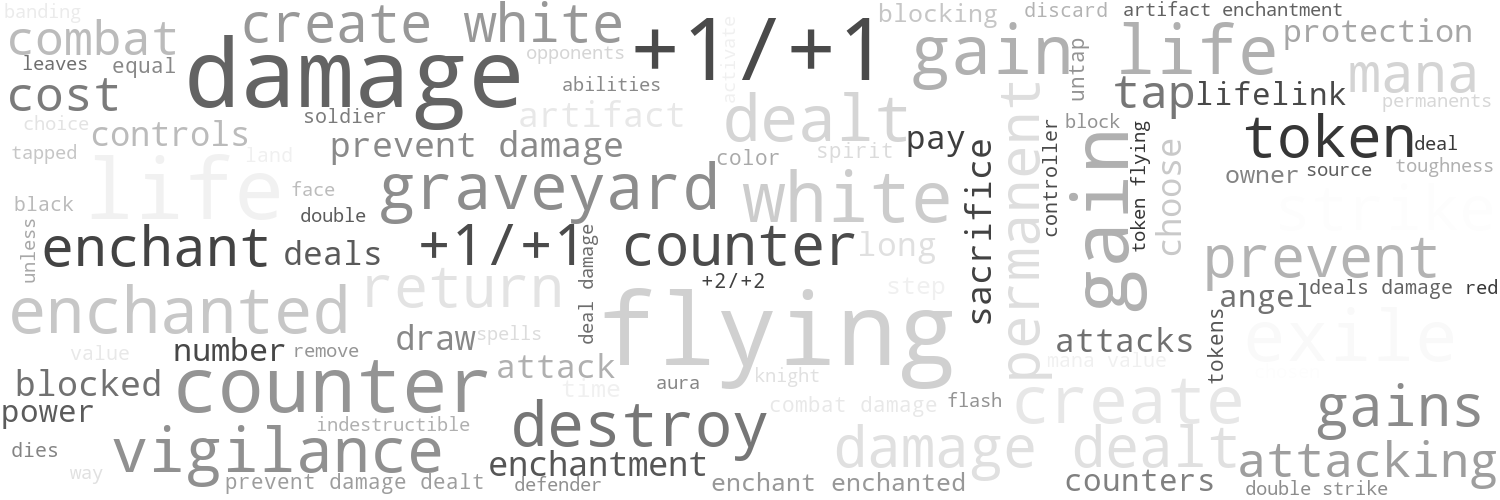 banding
combat
create white
damage
+1/+1
blocking
discard
artifact enchantment
leaves
equal
opponents
activate
gain life
untap
protection
cost
abilities
mana
permanents
tap
lifelink
choice
controls
soldier
artifact
dealt
pay
block
token
deal
tapped
land
prevent damage
color
spirit
sacrifice
permanent
controller
gain
token flying
choose
owner
source
toughness
life
face
graveyard
white
black
double
strike
unless
enchant
deals
+1/+1
deal damage
counter
long
prevent
enchanted
return
+2/+2
step
angel
deals damage
red
flying
value
number
remove
draw
spells
attack
attacks
mana value
tokens
exile
blocked
counter
time
aura
knight
power
indestructible
destroy
combat damage
flash
create
gains
dies
vigilance
way
enchantment
damage dealt
attacking
prevent damage dealt
defender
enchant enchanted
counters
double strike